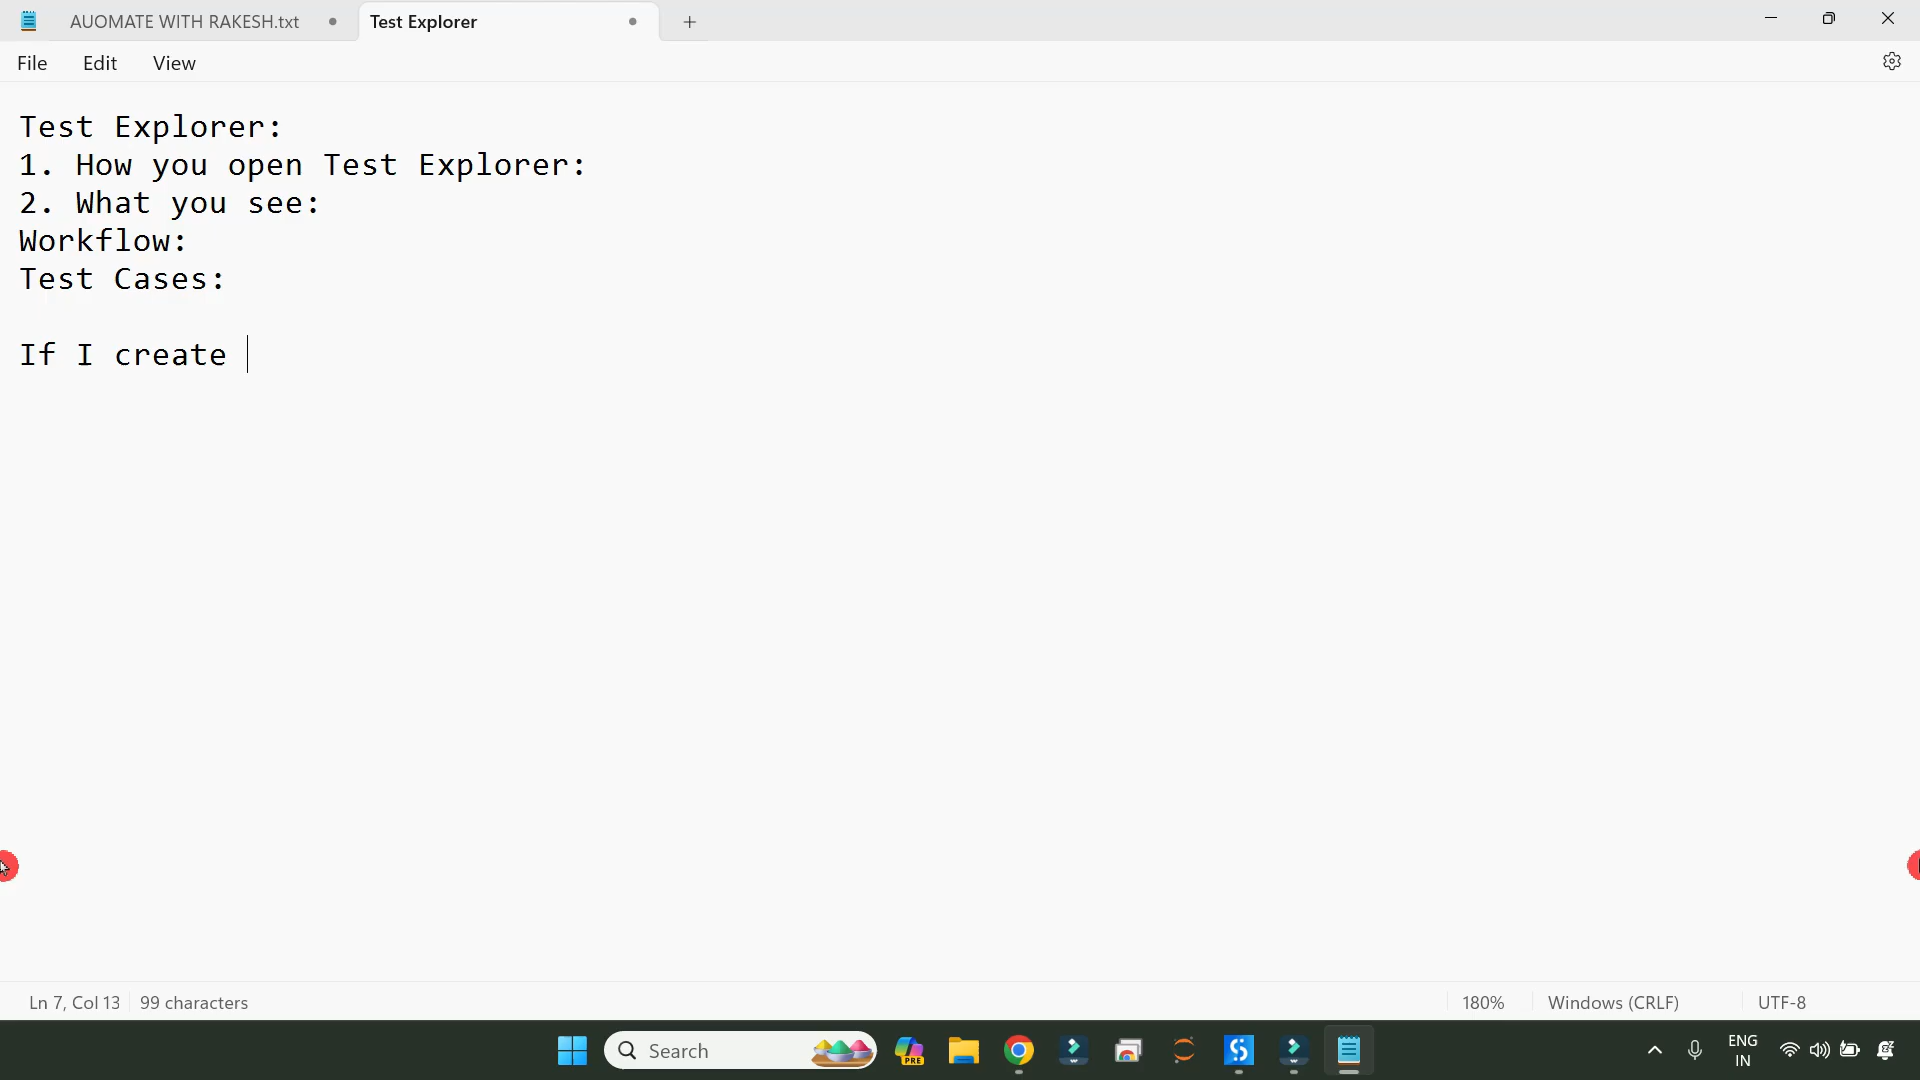 AUOMATE WITH RAKESH.txt
Test Explorer
File Edit View
Test Explorer:
1. How you open Test Explorer:
2. What you see:
Workflow:
Test Cases:
If I create
Ln 7, Col 13 99 characters 180% Windows (CRLF) UTF-8
Search
PRE
ENG
IN